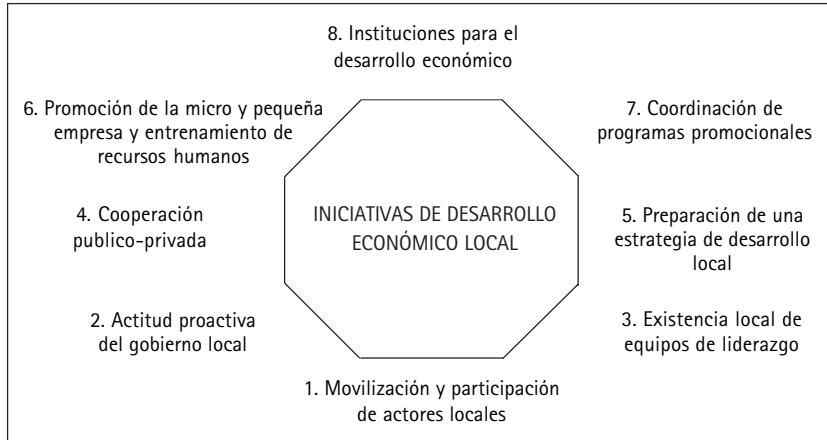 8. Instituciones para el
desarrollo económico
6. Promoción de la micro y pequeña
empresa y entrenamiento de
recursos humanos
7. Coordinación de
programas promocionales
4. Cooperación
publico-privada
INICIATIVAS DE DESARROLLO
ECONÓMICO LOCAL
5. Preparación de una
estrategia de desarrollo
local
2. Actitud proactiva
del gobierno local
3. Existencia local de
equipos de liderazgo
1. Movilización y participación
de actores locales